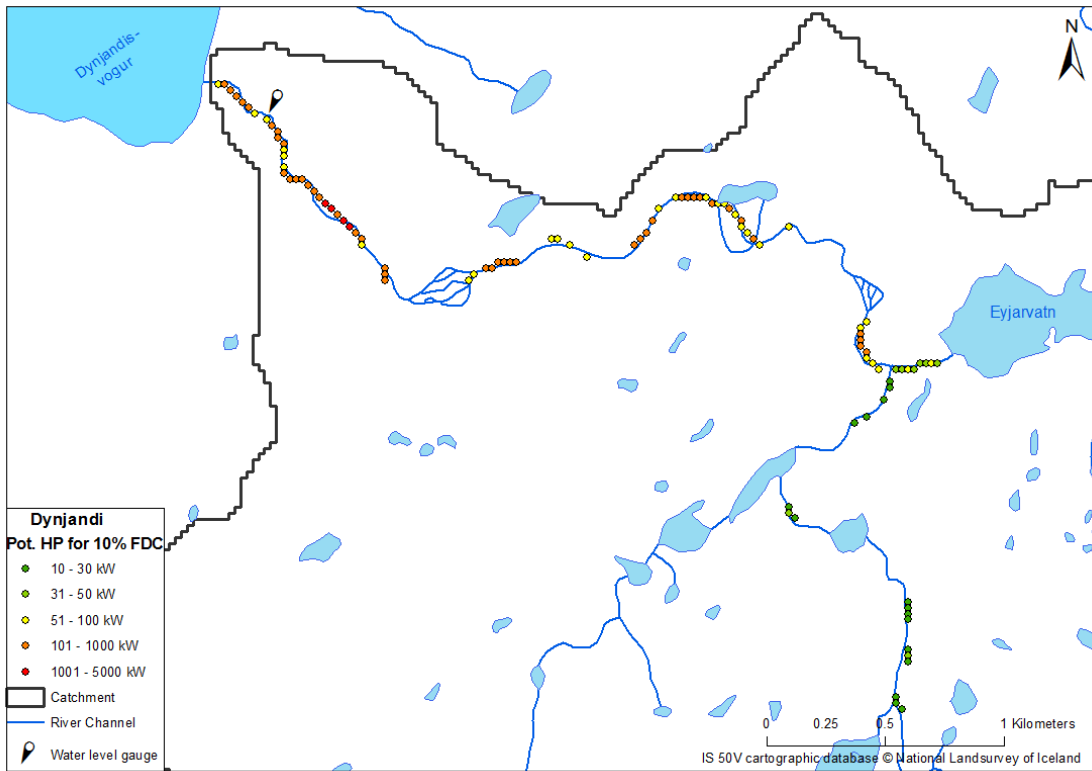 Dynjandis-
vogur
N
Eyjarvatn
Dynjandi
Pot. HP for 10% FDC
10 - 30 kW
31 - 50 kW
51 - 100 kW
101 - 1000 kW
1001 - 5000 kW
Catchment
River Channel
Water level gauge
0 0.25 0.5 1 Kilometers
IS 50V cartographic database © National Landsurvey of Iceland